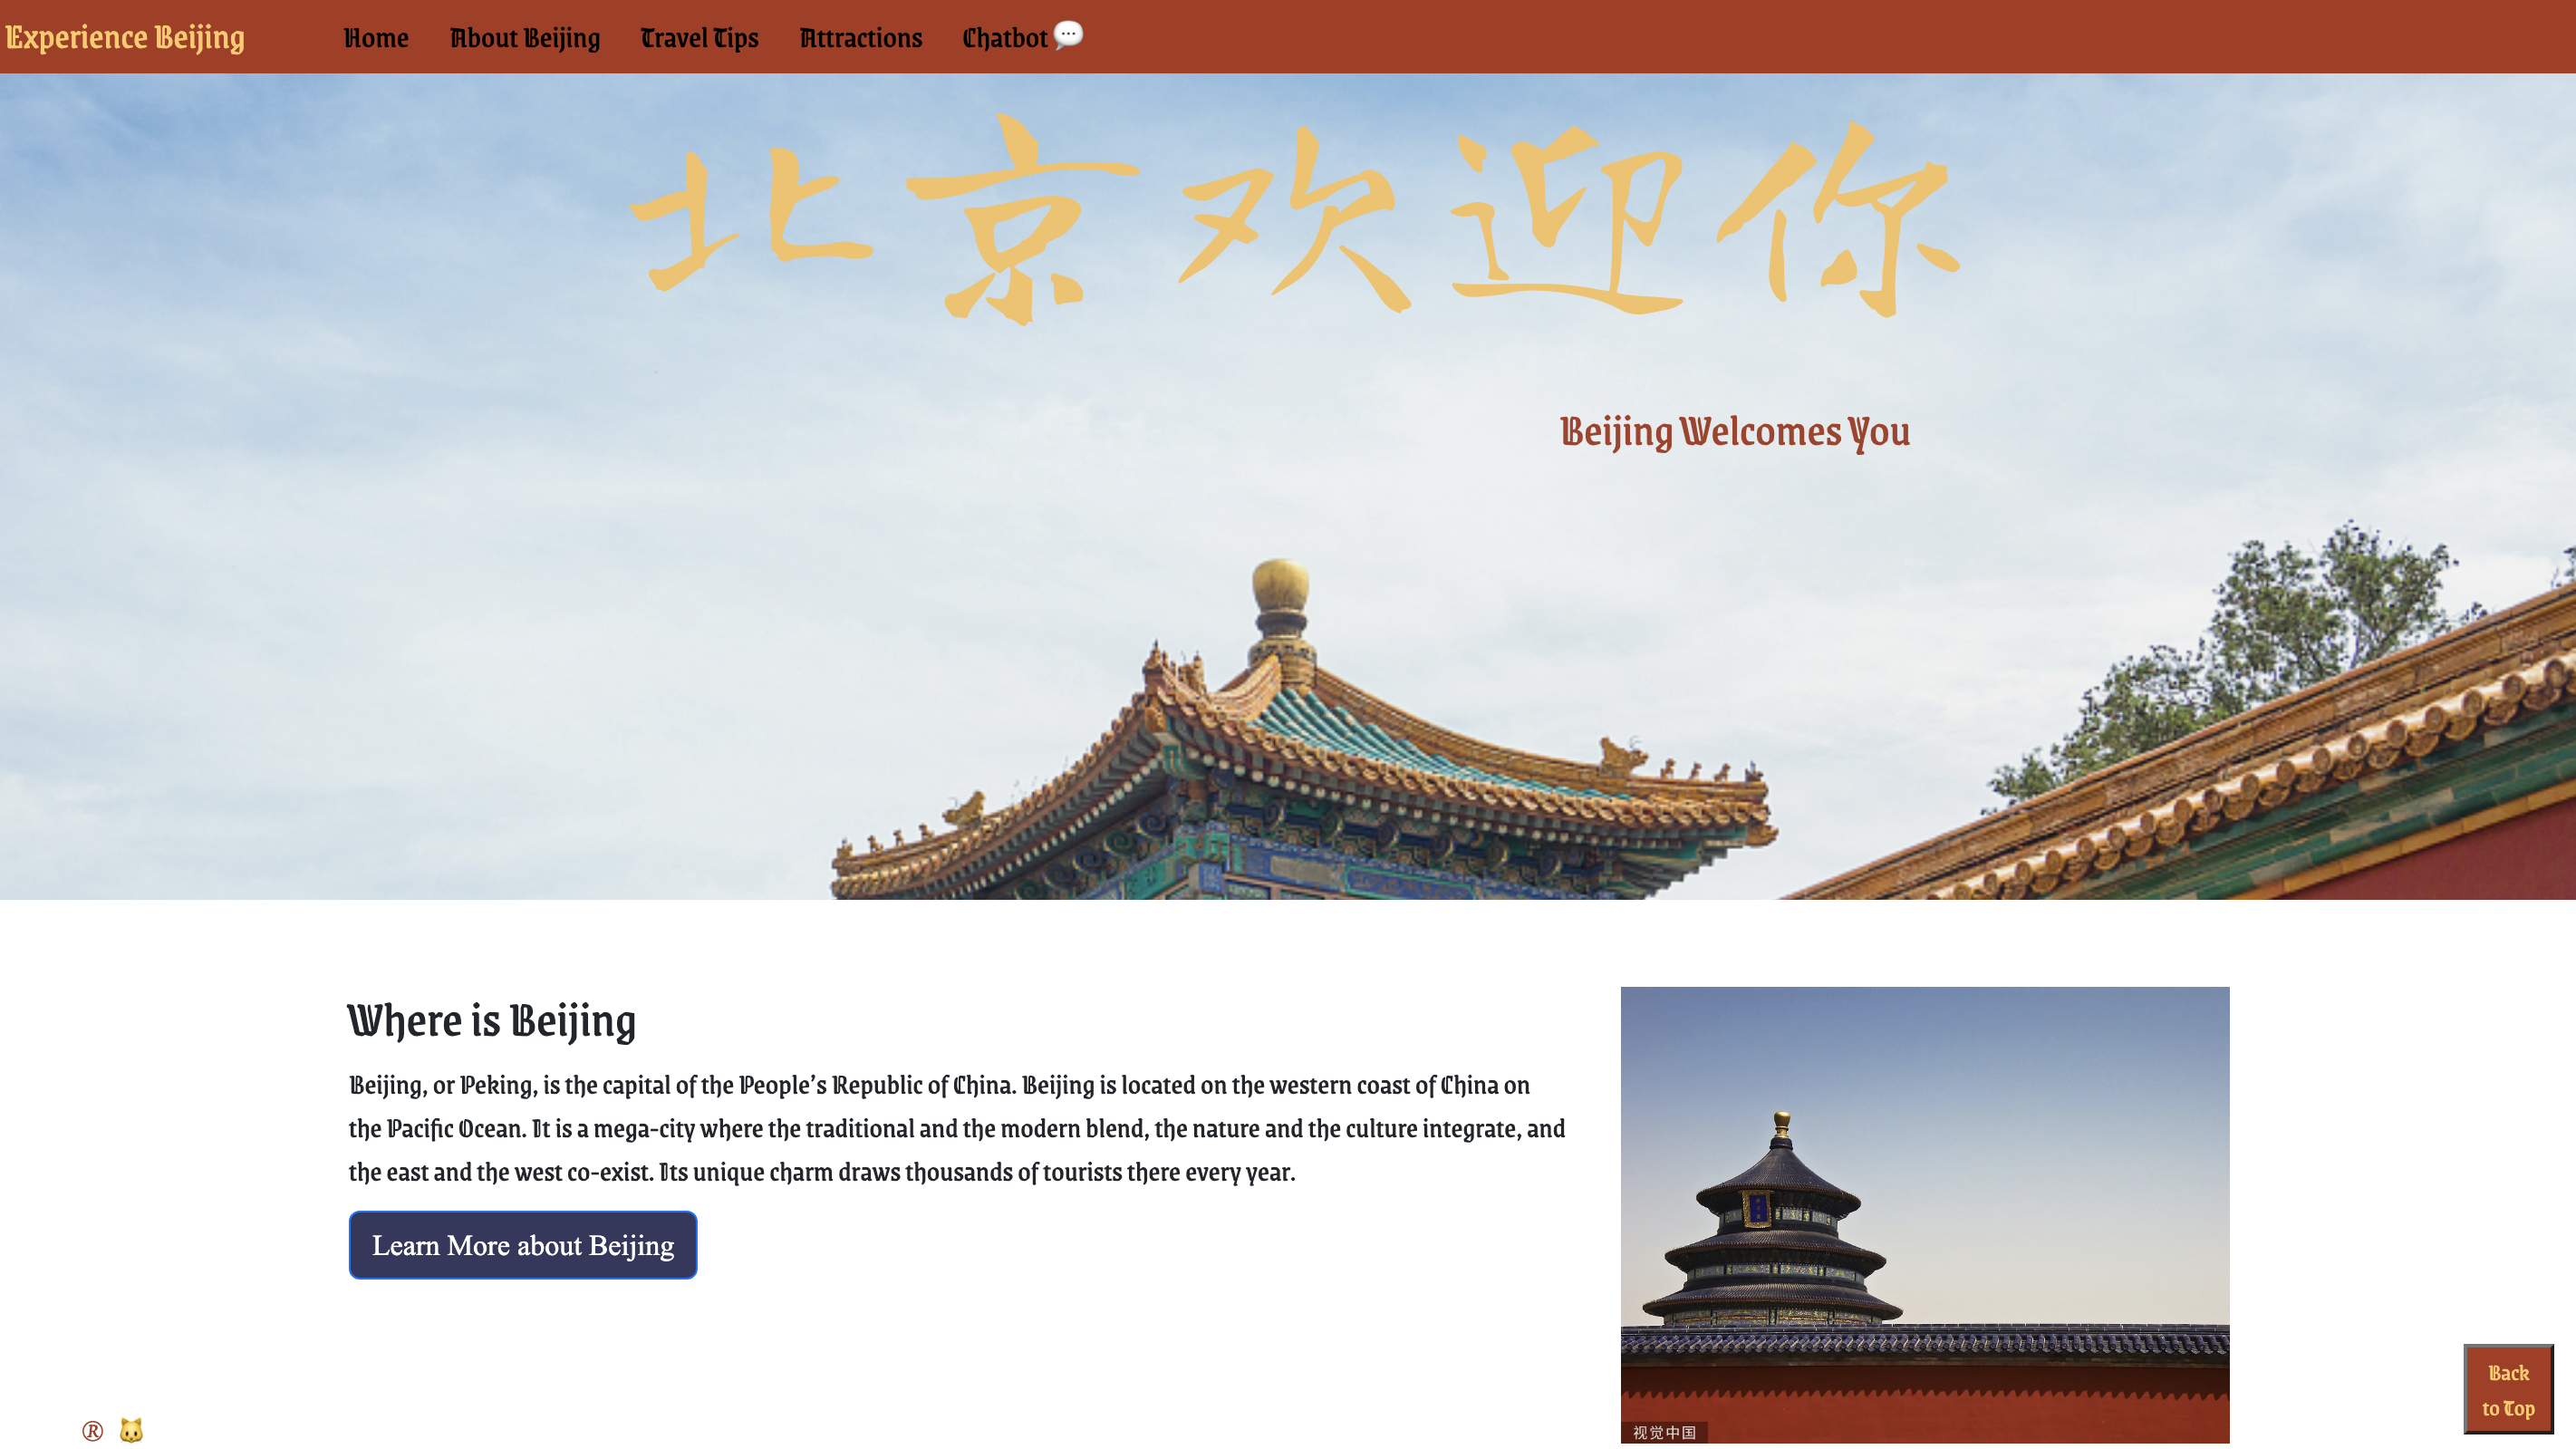 Experience Beijing
Home About Beijing Travel Tips Attractions Chatbot 💬
北京欢迎你
Beijing Welcomes You
Where is Beijing
Beijing, or Peking, is the capital of the People’s Republic of China. Beijing is located on the western coast of China on
the Pacific Ocean. It is a mega-city where the traditional and the modern blend, the nature and the culture integrate, and
the east and the west co-exist. Its unique charm draws thousands of tourists there every year.
Learn More about Beijing
视觉中国
Back
to Top
® 🐱